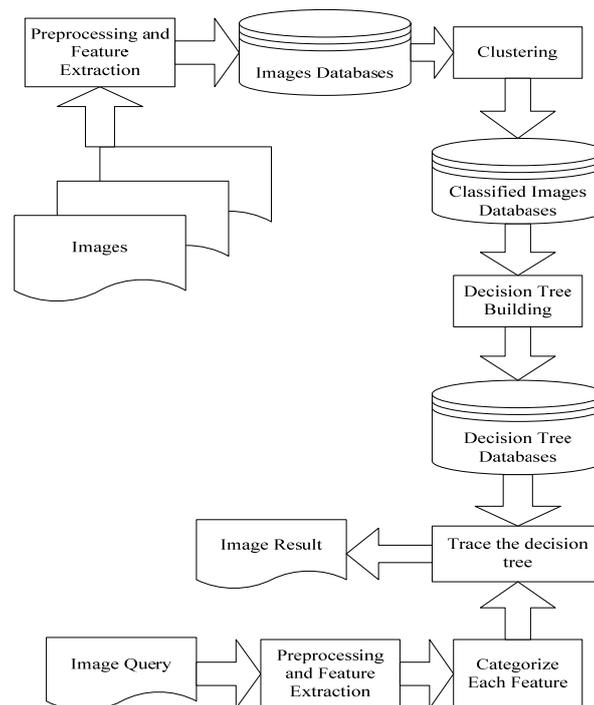 Preprocessing and
Feature
Extraction
Images Databases
Clustering
Images
Classified Images
Databases
Decision Tree
Building
Decision Tree
Databases
Trace the decision
tree
Image Result
Image Query
Preprocessing
and Feature
Extraction
Categorize
Each Feature